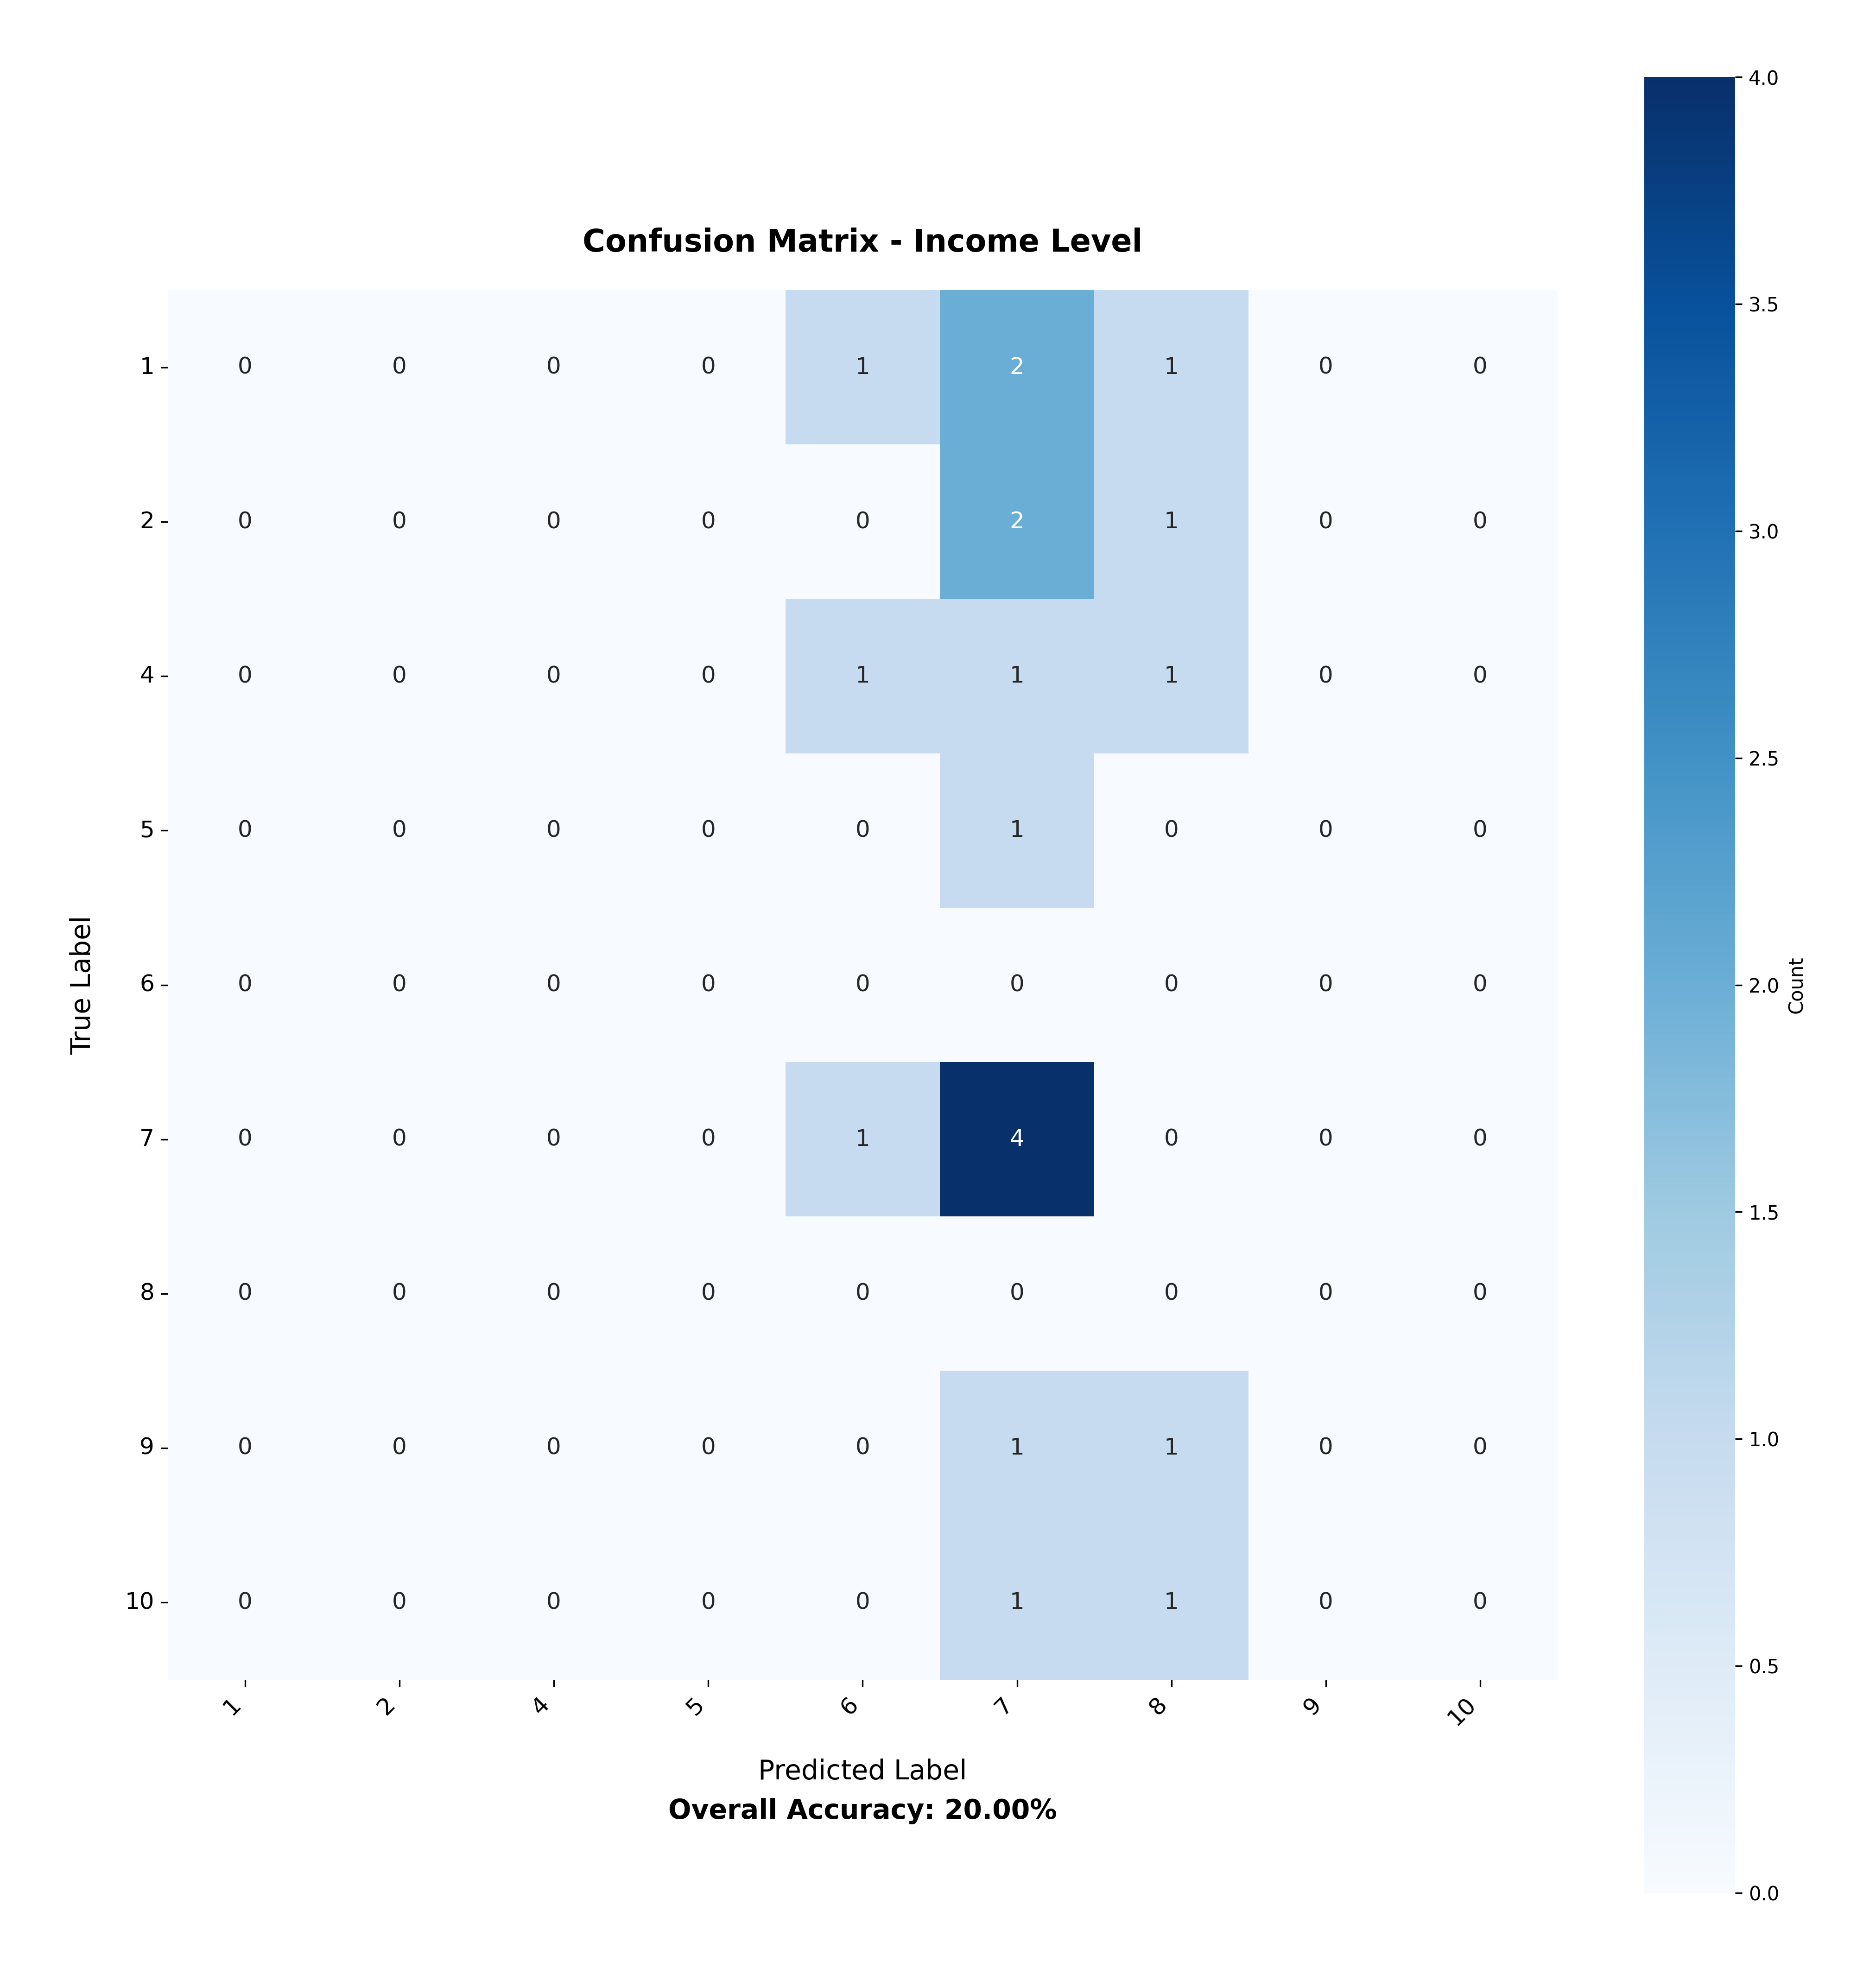 Confusion Matrix - Income Level
1 0 0 0 0 1 2 1 0 0
2 0 0 0 0 0 2 1 0 0
4 0 0 0 0 1 1 1 0 0
5 0 0 0 0 0 1 0 0 0
6 0 0 0 0 0 0 0 0 0
7 0 0 0 0 1 4 0 0 0
8 0 0 0 0 0 0 0 0 0
9 0 0 0 0 0 1 1 0 0
10 0 0 0 0 0 1 1 0 0
True Label
1 2 4 5 6 7 8 9 10
Predicted Label
Overall Accuracy: 20.00%
4.0
3.5
3.0
2.5
2.0
1.5
1.0
0.5
0.0
Count